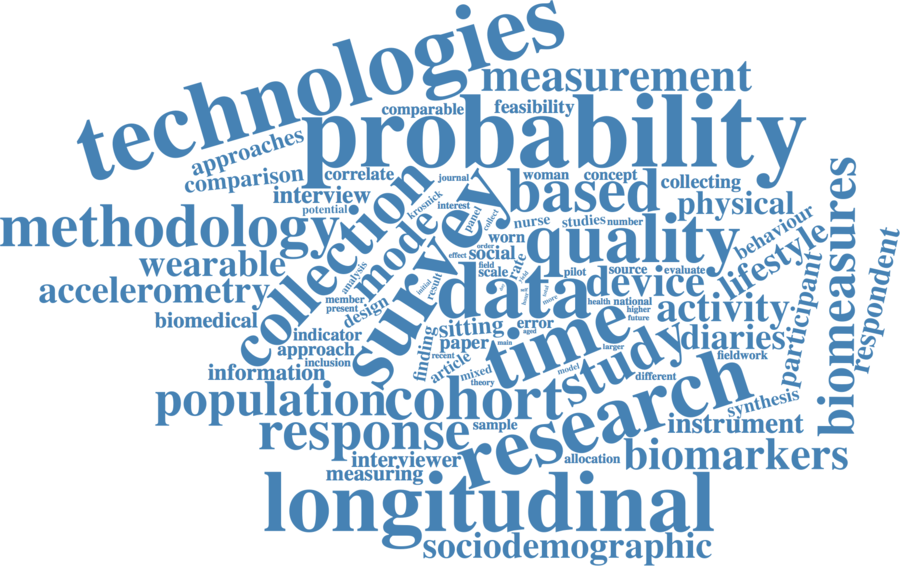 technologies
measurement
comparable
feasibility
probability
approaches
comparison
correlate
journal
woman
concept
collecting
interview
krosnick
interest
based
physical
potential
methodology
collection
mode
survey
panel
collect
nurse
studies
number
behaviour
biomeasures
worn
quality
lifestyle
respondent
order
effect
social
wearable
analysis
field
scale
rate
pilot
source
evaluate
participant
accelerometry
initial
result
data
device
member
present
design
health
national
more
higher
future
activity
biomedical
indicator
finding
sitting
error
aged
time
diaries
approach
paper
main
larger
inclusion
recent
article
mixed
theory
model
study
fieldwork
information
different
population
cohort
research
synthesis
response
sample
instrument
interviewer
measuring
allocation
biomarkers
longitudinal
sociodemographic